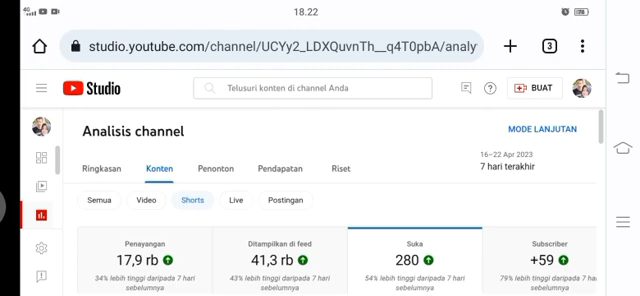 4G
18.22
studio.youtube.com/channel/UCYy2_LDXQuvnTh__q4T0pbA/analy
3
Studio
Telusuri konten di channel Anda
BUAT
Analisis channel
MODE LANJUTAN
16–22 Apr 2023
7 hari terakhir
Ringkasan Konten Penonton Pendapatan Riset
Semua Video Shorts Live Postingan
Penayangan Ditampilkan di feed Suka Subscriber
17,9 rb 41,3 rb 280 +59
34% lebih tinggi daripada 7 hari 43% lebih tinggi daripada 7 hari 54% lebih tinggi daripada 7 hari 79% lebih tinggi daripada 7 ha
sebelumnya sebelumnya sebelumnya sebelumnya